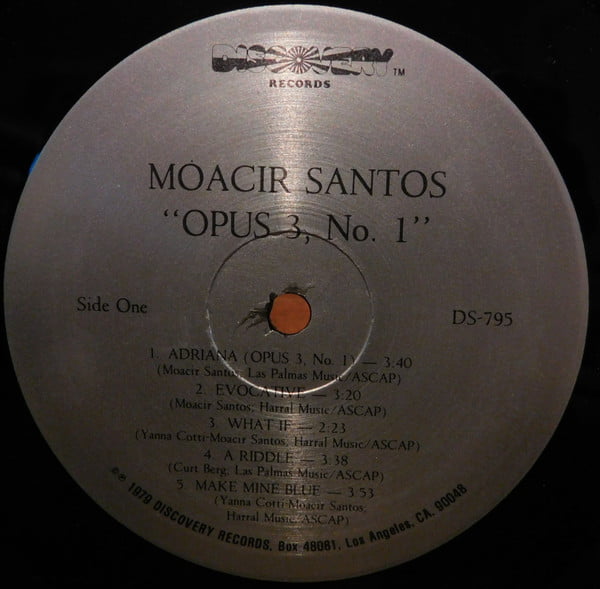 DISCOVERY TM
RECORDS
MOACIR SANTOS
“OPUS 3, No. 1”
Side One
DS-795
1. ADRIANA (OPUS 3, No. 1) — 3:40
(Moacir Santos, Las Palmas Music/ASCAP)
2. EVOCATIVE — 3:20
(Moacir Santos, Harral Music/ASCAP)
3. WHAT IF — 2:23
(Yanna Cotti-Moacir Santos, Harral Music/ASCAP)
4. A RIDDLE — 3:38
(Curt Berg, Las Palmas Music/ASCAP)
5. MAKE MINE BLUE — 3:53
(Yanna Cotti-Moacir Santos,
Harral Music/ASCAP)
℗© 1979 DISCOVERY RECORDS, Box 48081, Los Angeles, CA. 90048